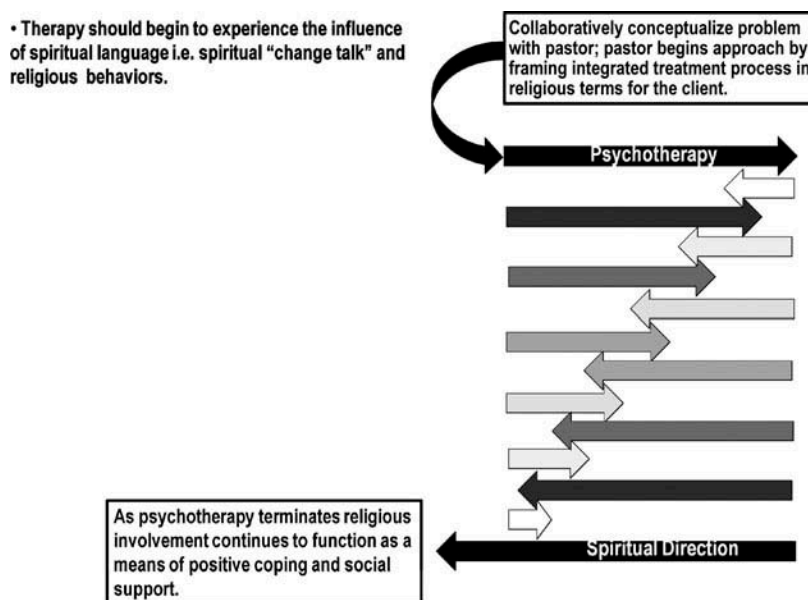 • Therapy should begin to experience the influence
of spiritual language i.e. spiritual “change talk” and
religious behaviors.
Collaboratively conceptualize problem
with pastor; pastor begins approach by
framing integrated treatment process in
religious terms for the client.
Psychotherapy
As psychotherapy terminates religious
involvement continues to function as a
means of positive coping and social
support.
Spiritual Direction